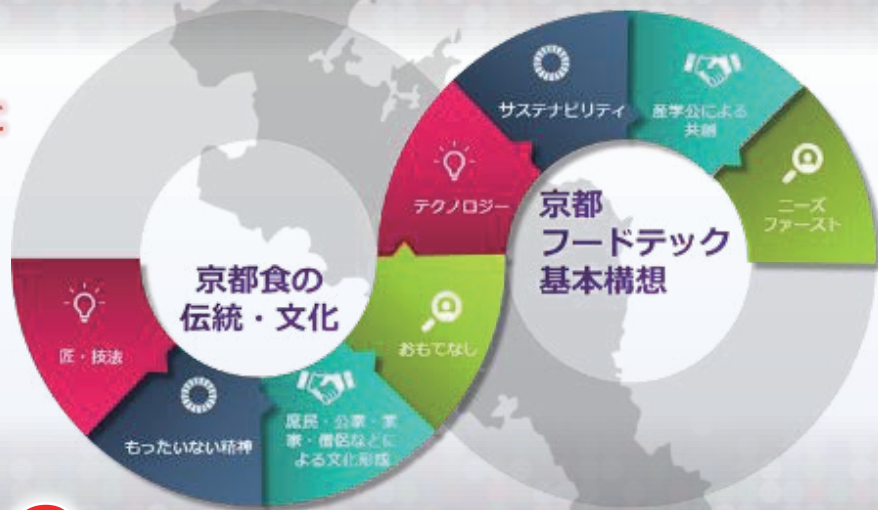 京都食の
伝統・文化
匠・技法
もったいない精神
庶民・公家・武
家・僧侶などに
よる文化形成
おもてなし
京都
フードテック
基本構想
テクノロジー
サステナビリティ
産学公による
共創
ニーズ
ファースト